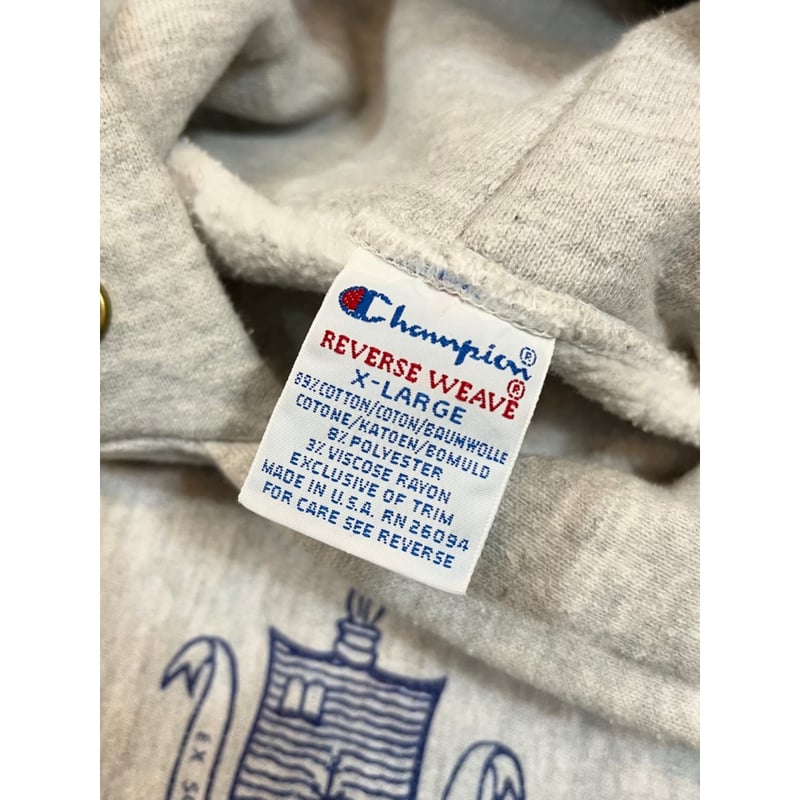 Champion®
REVERSE WEAVE®
X-LARGE
89% COTTON/COTON/BAUMWOLLE
COTONE/KATOEN/BOMULD
8% POLYESTER
3% VISCOSE RAYON
EXCLUSIVE OF TRIM
MADE IN U.S.A. RN 26094
FOR CARE SEE REVERSE
EX